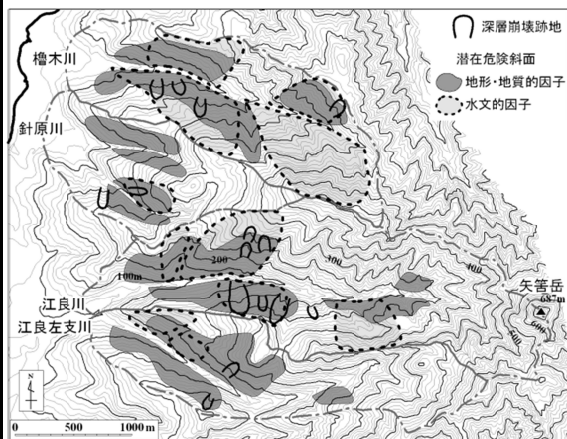 深層崩壊跡地
潜在危険斜面
地形・地質的因子
水文的因子
櫓木川
針原川
200
300
400
100m
矢筈岳
687m
600
500
江良川
江良左支川
N
0 500 1000m